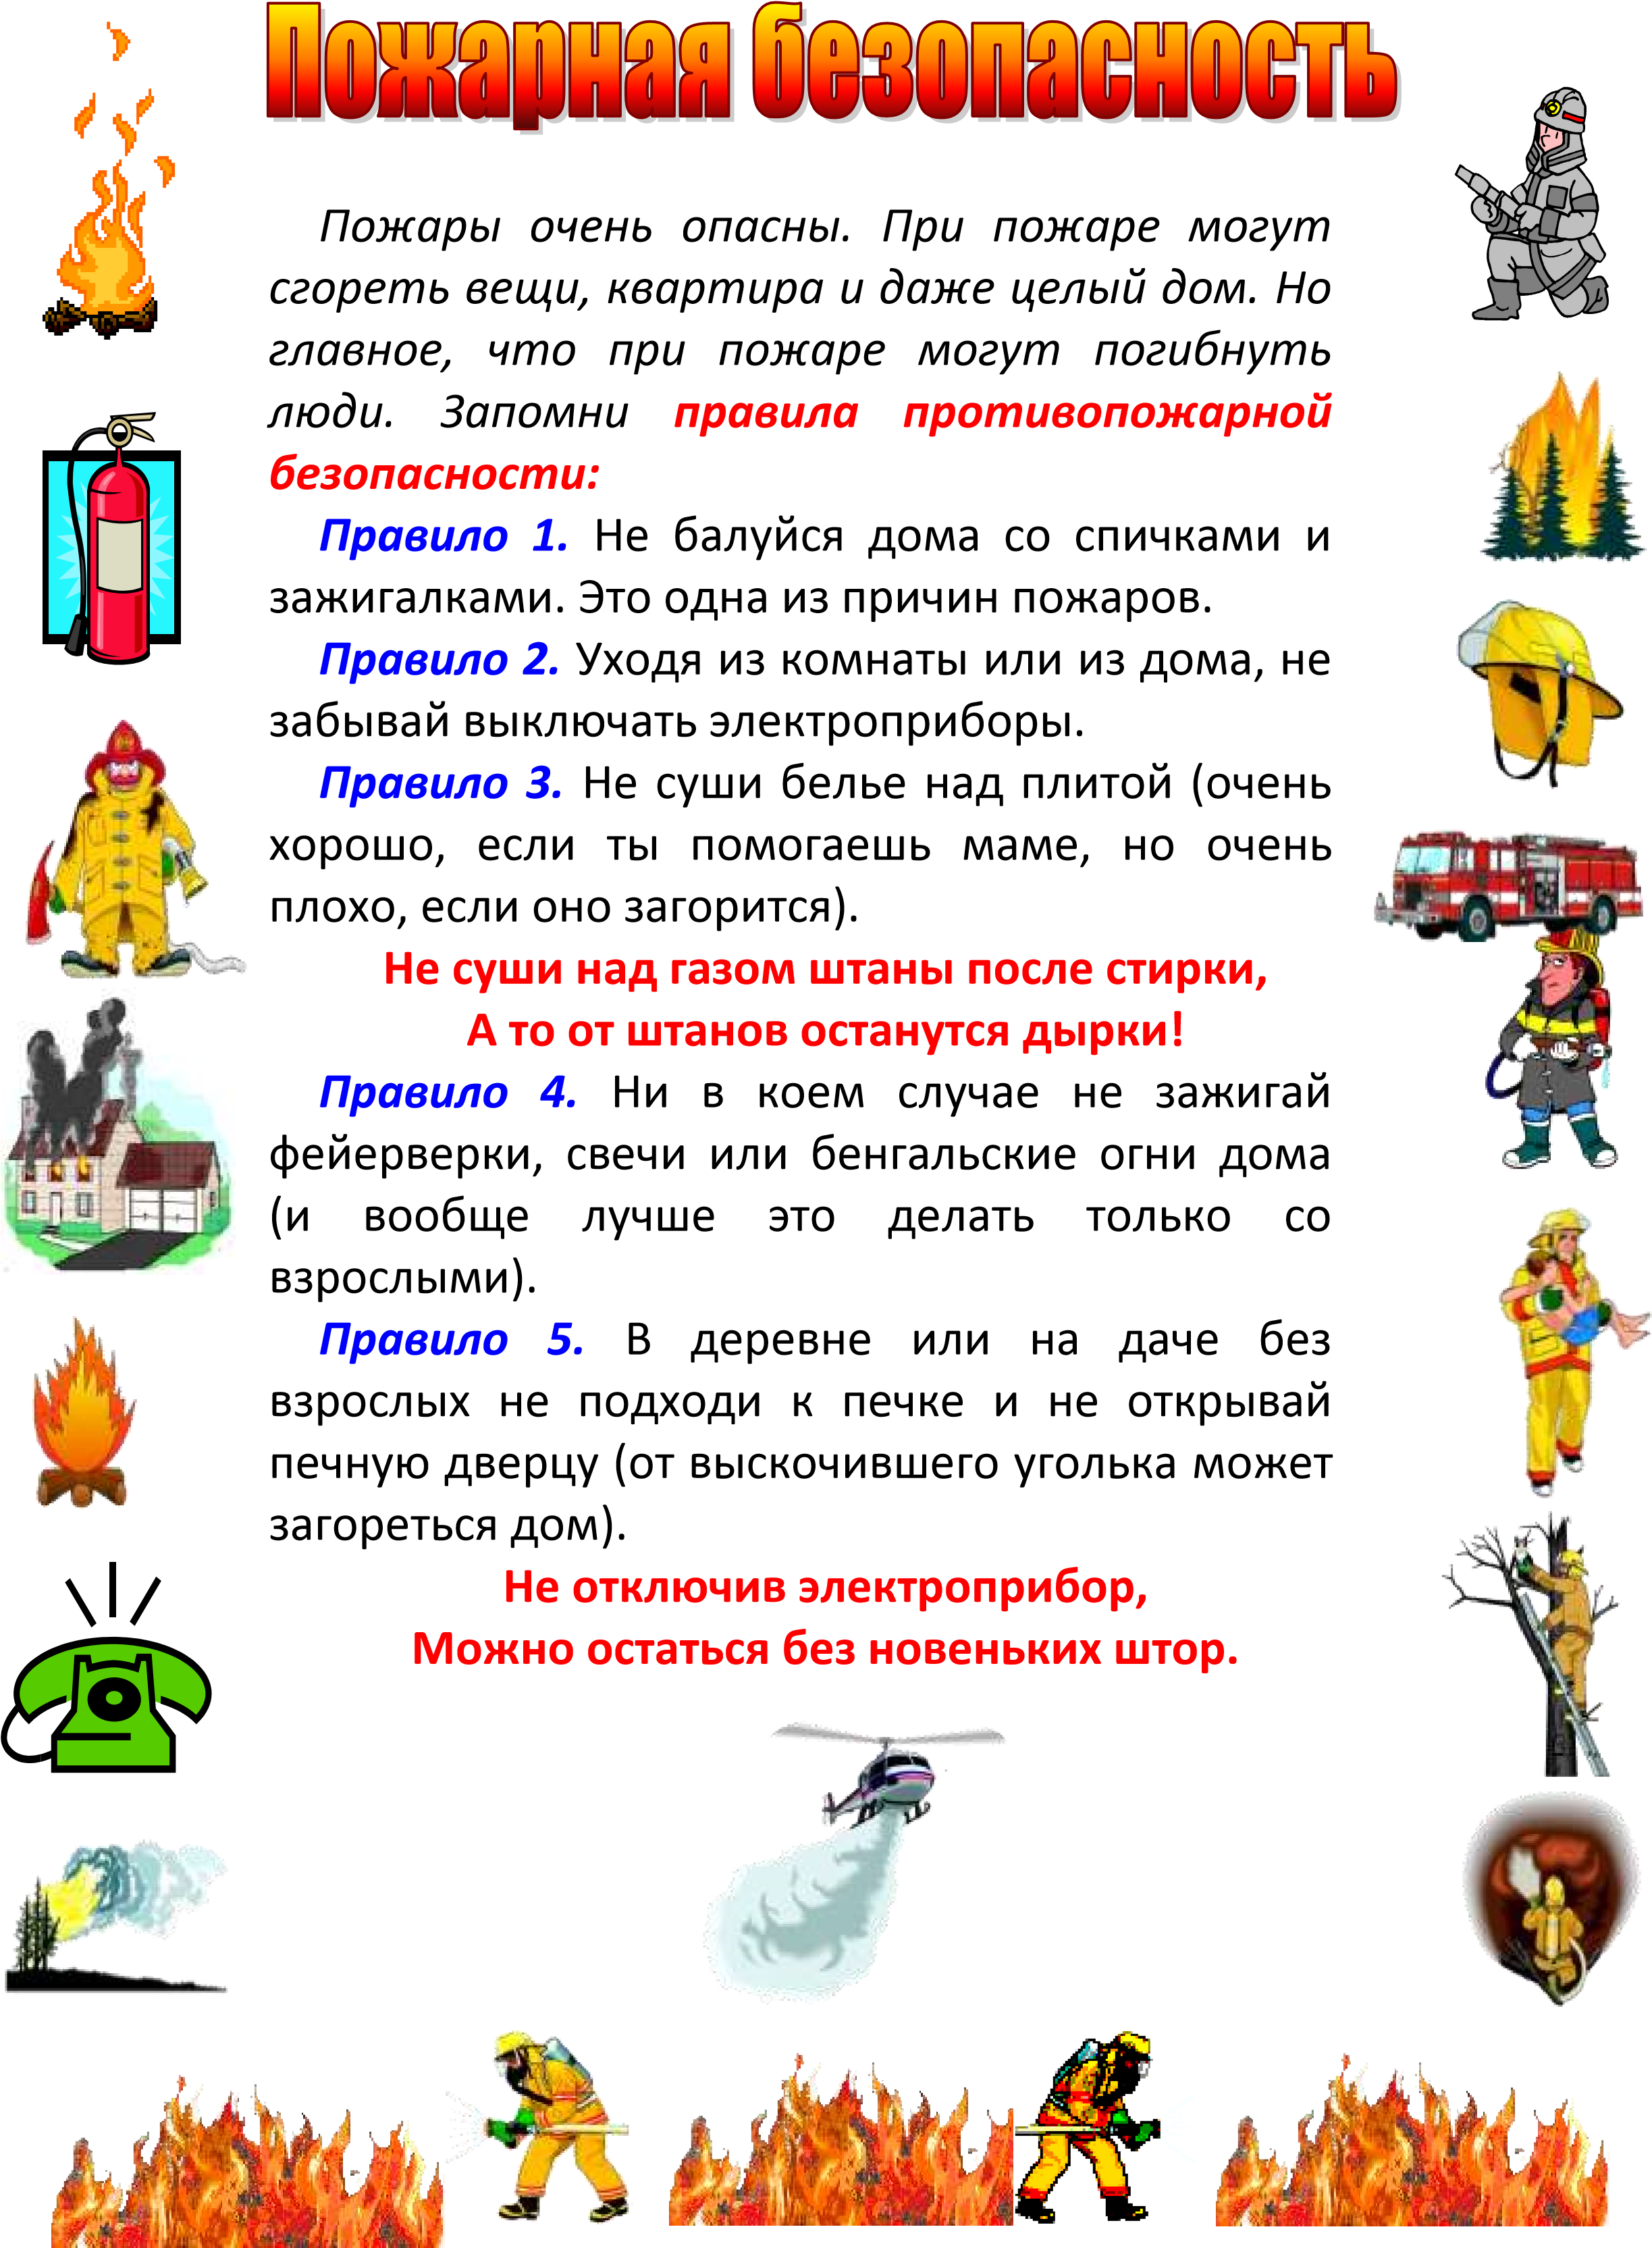 Пожарная безопасность
Пожары очень опасны. При пожаре могут
сгореть вещи, квартира и даже целый дом. Но
главное, что при пожаре могут погибнуть
люди. Запомни правила противопожарной
безопасности:
Правило 1. Не балуйся дома со спичками и
зажигалками. Это одна из причин пожаров.
Правило 2. Уходя из комнаты или из дома, не
забывай выключать электроприборы.
Правило 3. Не суши белье над плитой (очень
хорошо, если ты помогаешь маме, но очень
плохо, если оно загорится).
Не суши над газом штаны после стирки,
А то от штанов останутся дырки!
Правило 4. Ни в коем случае не зажигай
фейерверки, свечи или бенгальские огни дома
(и вообще лучше это делать только со
взрослыми).
Правило 5. В деревне или на даче без
взрослых не подходи к печке и не открывай
печную дверцу (от выскочившего уголька может
загореться дом).
Не отключив электроприбор,
Можно остаться без новеньких штор.